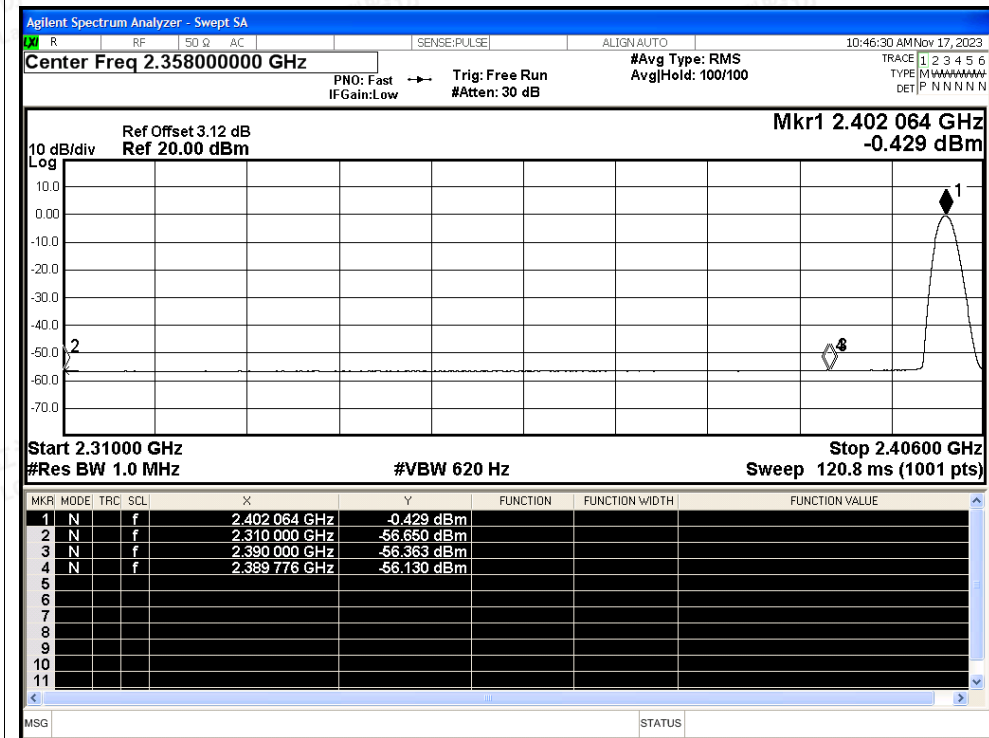 Agilent Spectrum Analyzer - Swept SA
LXI R RF 50 Ω AC SENSE:PULSE ALIGN AUTO 10:46:30 AM Nov 17, 2023
Center Freq 2.358000000 GHz
PNO: Fast
IFGain:Low
Trig: Free Run
#Atten: 30 dB
#Avg Type: RMS
Avg|Hold: 100/100
TRACE 1 2 3 4 5 6
TYPE M
DET P N N N N N
Mkr1 2.402 064 GHz
-0.429 dBm
Ref Offset 3.12 dB
10 dB/div Ref 20.00 dBm
Log
10.0
0.00
-10.0
-20.0
-30.0
-40.0
-50.0
-60.0
-70.0
1
2
4
Start 2.31000 GHz Stop 2.40600 GHz
#Res BW 1.0 MHz #VBW 620 Hz Sweep 120.8 ms (1001 pts)
MKR MODE TRC SCL X Y FUNCTION FUNCTION WIDTH FUNCTION VALUE
1 N f 2.402 064 GHz -0.429 dBm
2 N f 2.310 000 GHz -56.650 dBm
3 N f 2.390 000 GHz -56.363 dBm
4 N f 2.389 776 GHz -56.130 dBm
5
6
7
8
9
10
11
MSG STATUS